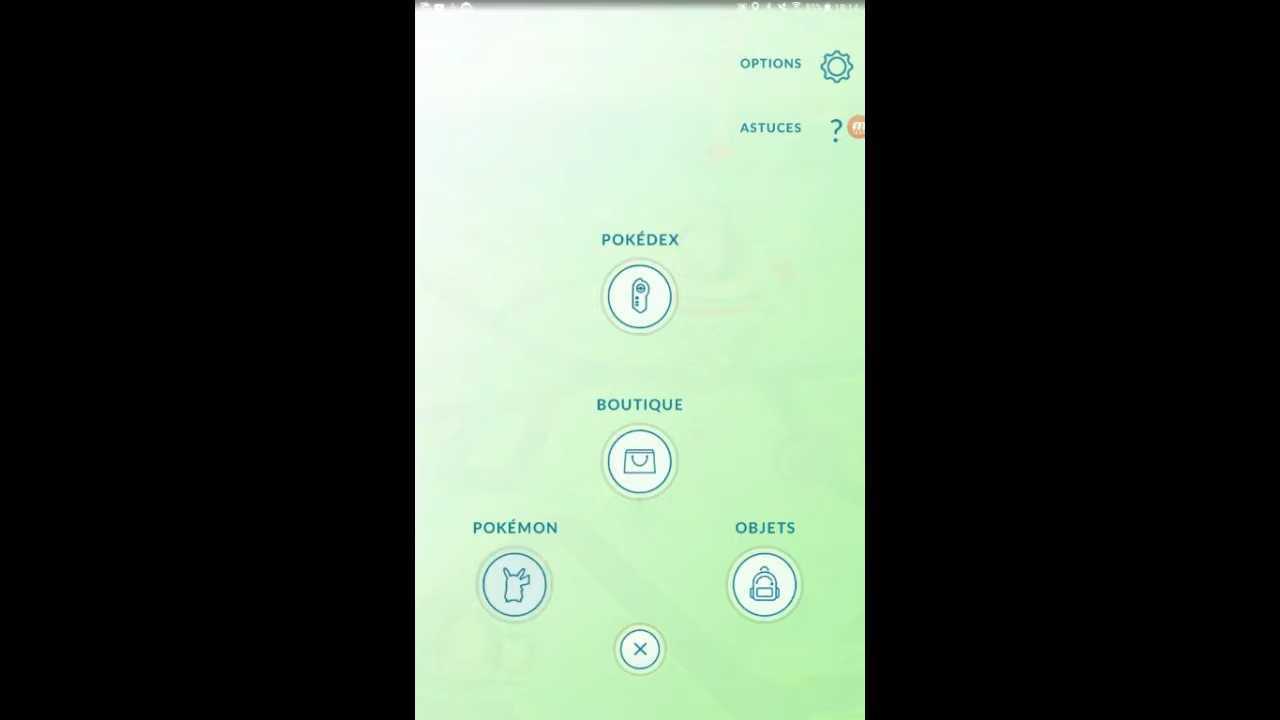 OPTIONS
ASTUCES ?
POKÉDEX
BOUTIQUE
POKÉMON
OBJETS